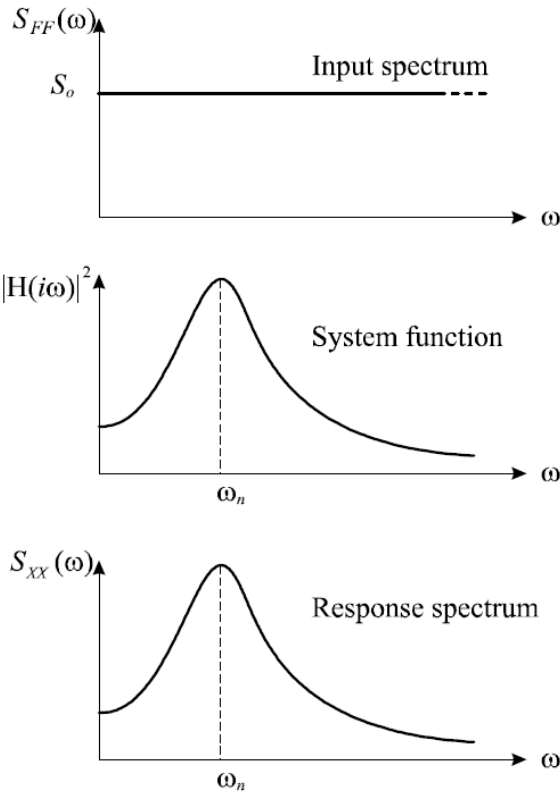 S_FF(ω)
Input spectrum
S_o
ω
|H(iω)|²
System function
ω
ω_n
S_XX(ω)
Response spectrum
ω
ω_n